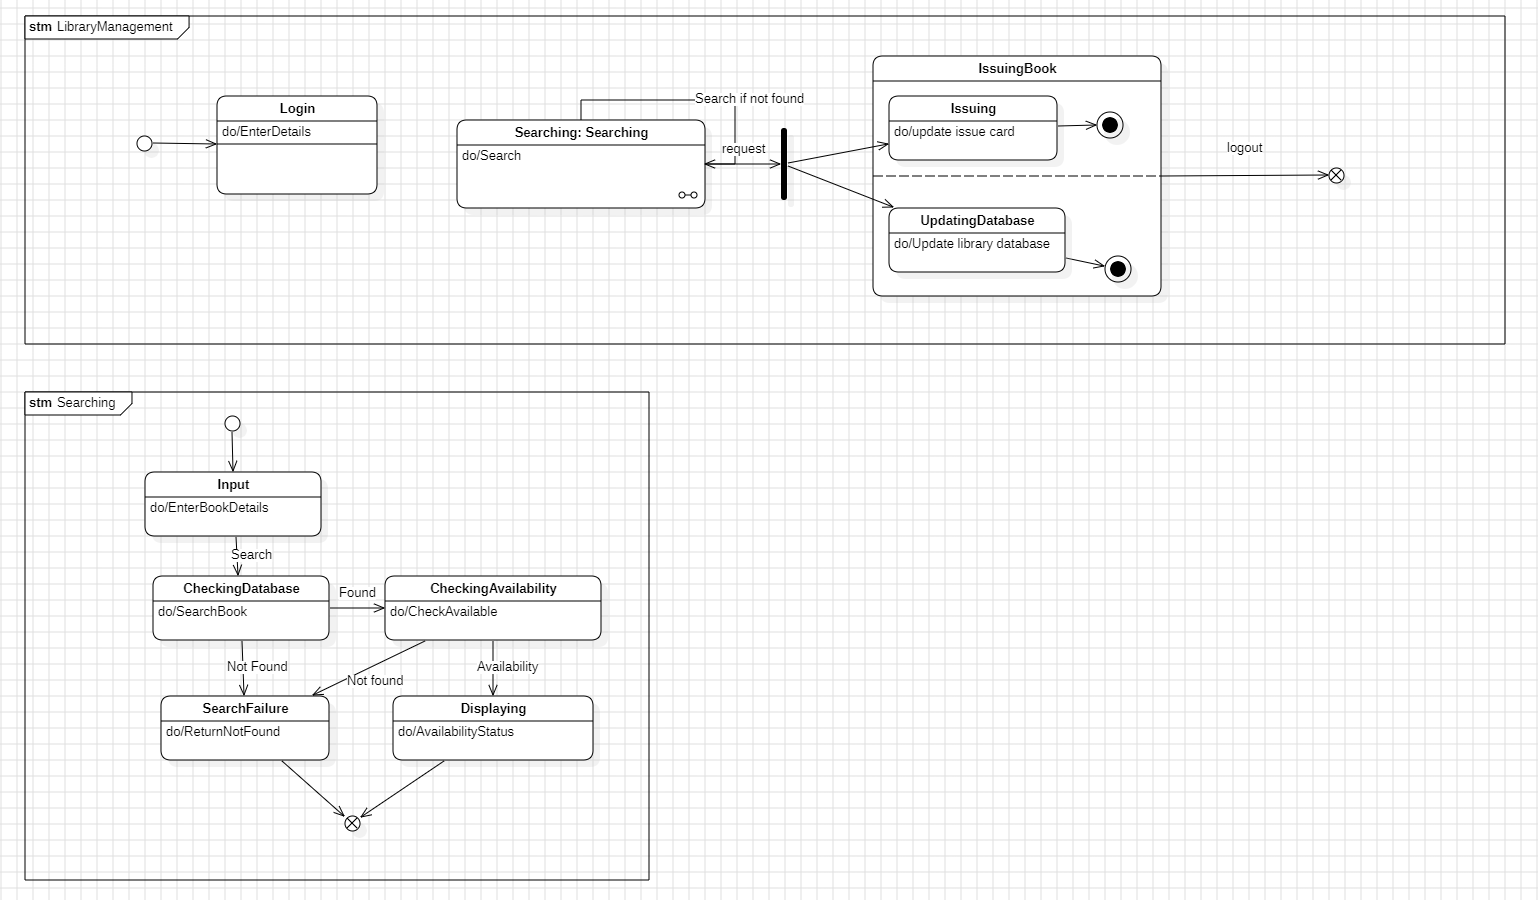 stm LibraryManagement
Login
do/EnterDetails
Searching: Searching
do/Search
Search if not found
request
IssuingBook
Issuing
do/update issue card
UpdatingDatabase
do/Update library database
logout
stm Searching
Input
do/EnterBookDetails
Search
CheckingDatabase
do/SearchBook
Found
CheckingAvailability
do/CheckAvailable
Not Found
Not found
Availability
SearchFailure
do/ReturnNotFound
Displaying
do/AvailabilityStatus